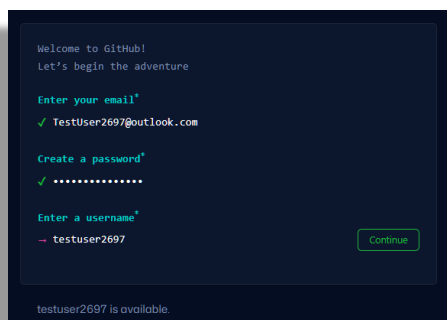 Welcome to GitHub!
Let's begin the adventure
Enter your email*
✓ TestUser2697@outlook.com
Create a password*
✓ •••••••••••••••
Enter a username*
→ testuser2697
Continue
testuser2697 is available.